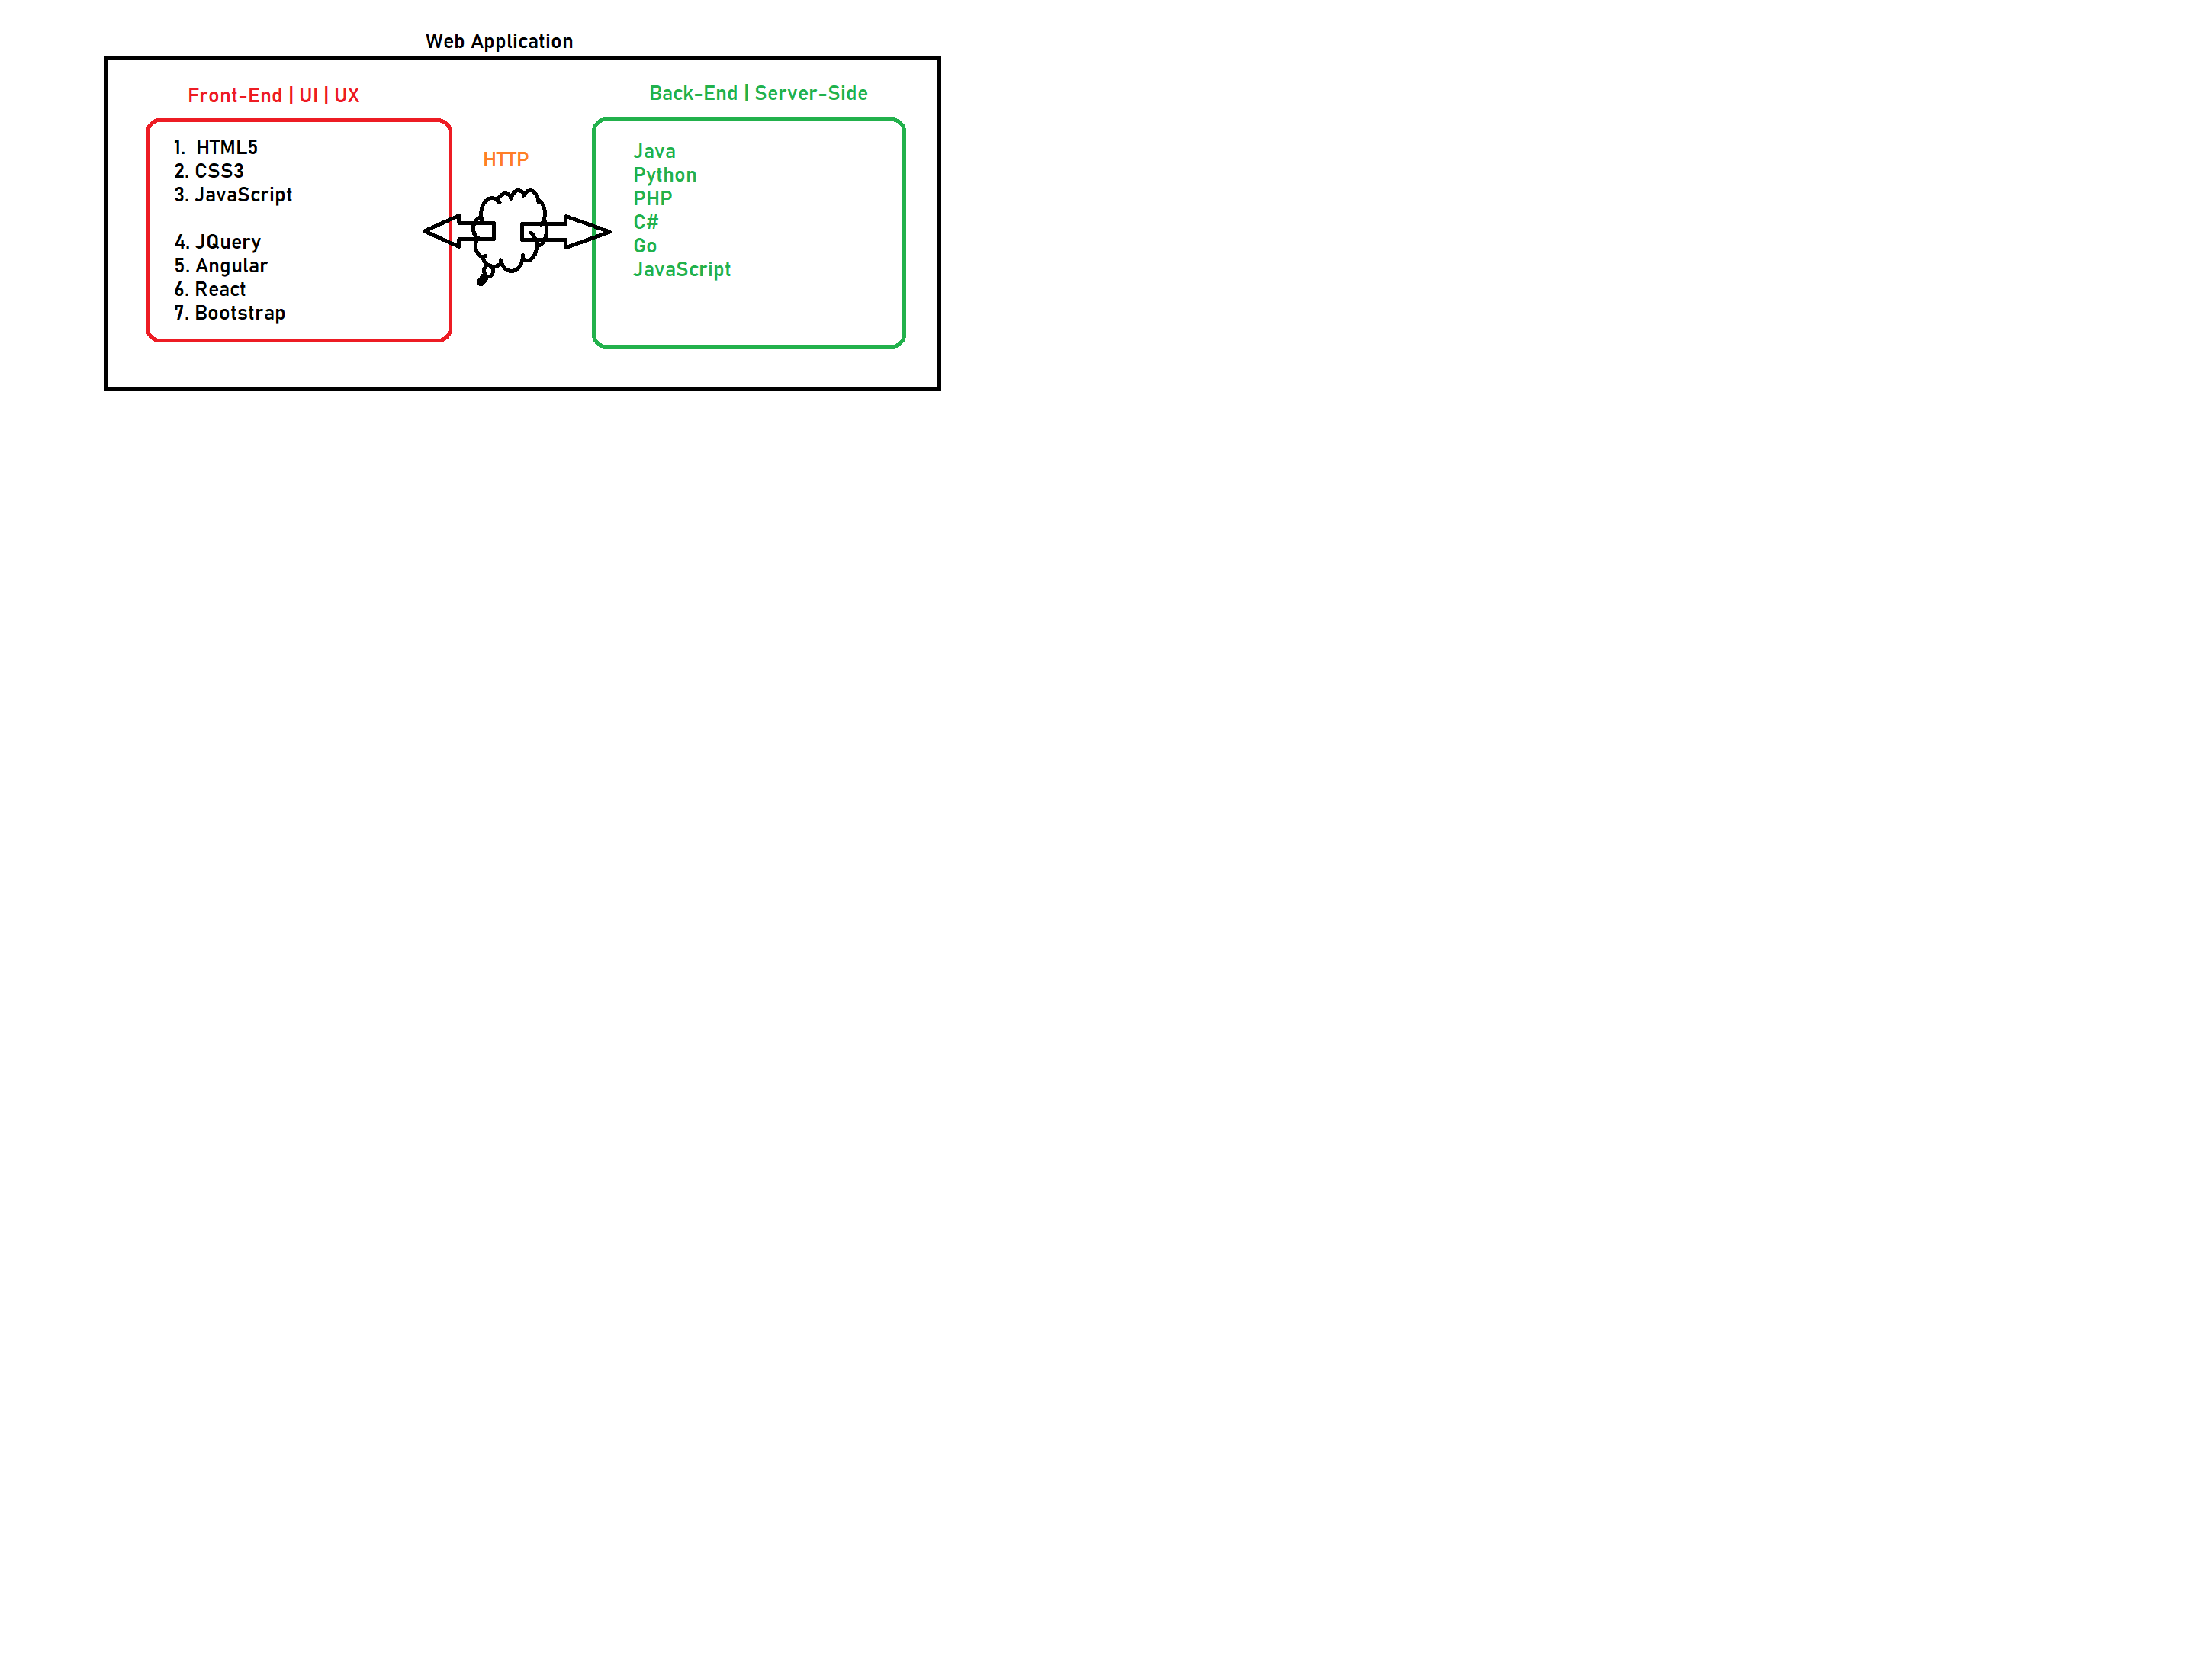 Web Application
Front-End | UI | UX
1. HTML5
2. CSS3
3. JavaScript
4. JQuery
5. Angular
6. React
7. Bootstrap
HTTP
Back-End | Server-Side
Java
Python
PHP
C#
Go
JavaScript